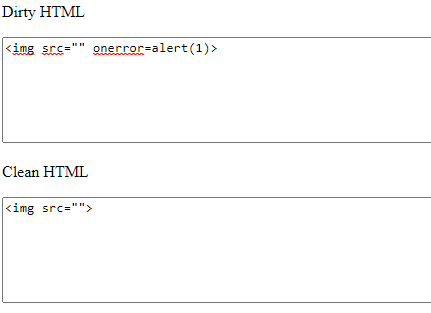 Dirty HTML
<img src="" onerror=alert(1)>
Clean HTML
<img src="">